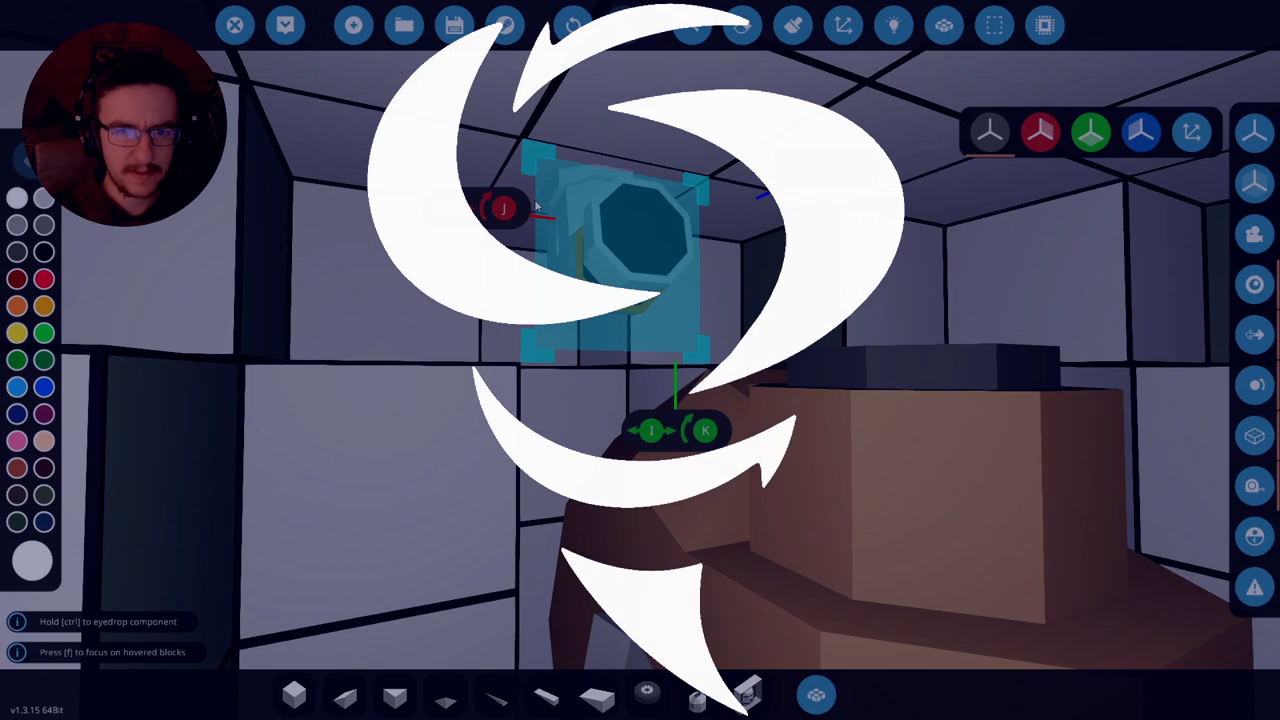 J
I K
Hold [ctrl] to eyedrop component
Press [f] to focus on hovered blocks
v1.3.15 64Bit